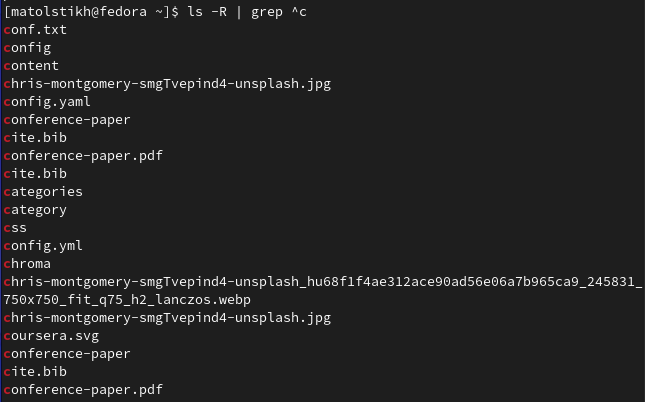 [matolstikh@fedora ~]$ ls -R | grep ^c
conf.txt
config
content
chris-montgomery-smgTvepind4-unsplash.jpg
config.yaml
conference-paper
cite.bib
conference-paper.pdf
cite.bib
categories
category
css
config.yml
chroma
chris-montgomery-smgTvepind4-unsplash_hu68f1f4ae312ace90ad56e06a7b965ca9_245831_
750x750_fit_q75_h2_lanczos.webp
chris-montgomery-smgTvepind4-unsplash.jpg
coursera.svg
conference-paper
cite.bib
conference-paper.pdf